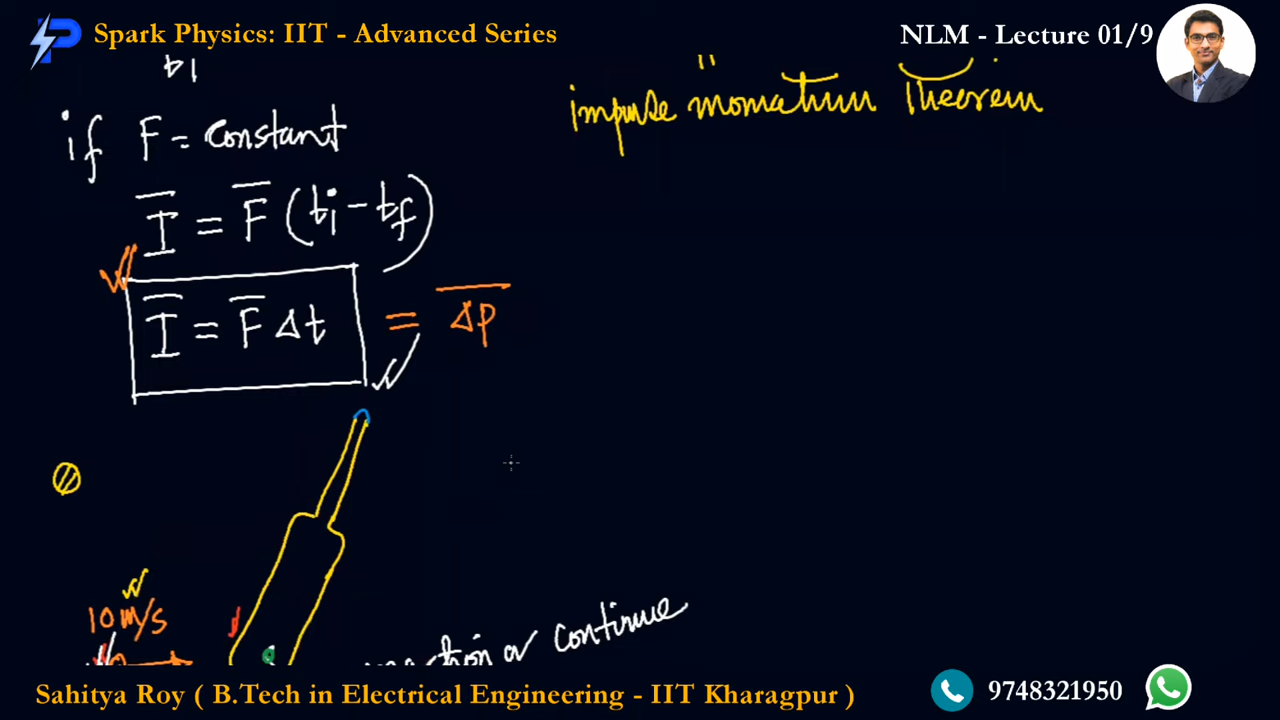 Spark Physics: IIT - Advanced Series
NLM - Lecture 01/9
impulse momentum Theorem
if F = constant
I = F (ti - tf)
I = F Δt = ΔP
10 m/s
or continue
Sahitya Roy ( B.Tech in Electrical Engineering - IIT Kharagpur )
9748321950